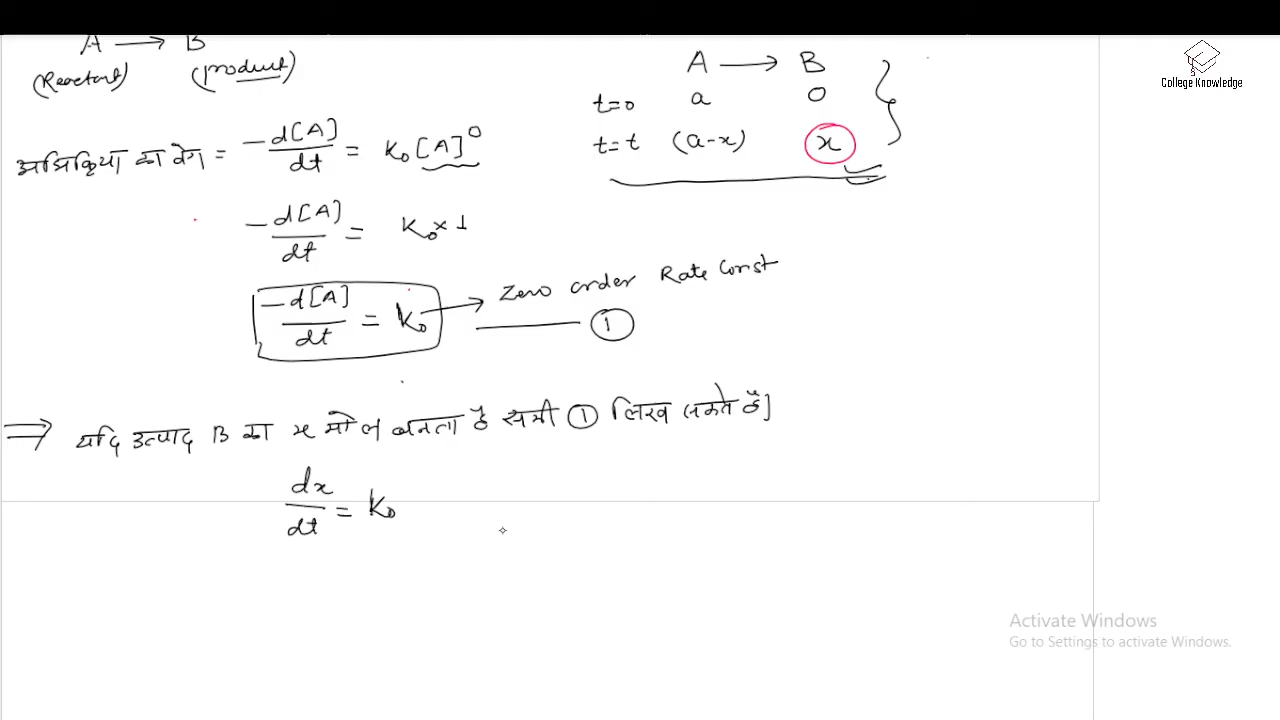 A → B
(Reactant) (product)
अभिक्रिया का वेग = -d[A]/dt = K₀ [A]⁰
-d[A]/dt = K₀ × 1
-d[A]/dt = K₀ → Zero order Rate Const
①
A → B
t=0 a 0
t=t (a-x) x
College Knowledge
⇒ यदि उत्पाद B का x मोल बनता है समी ① लिख सकते हैं]
dx/dt = K₀
Activate Windows
Go to Settings to activate Windows.